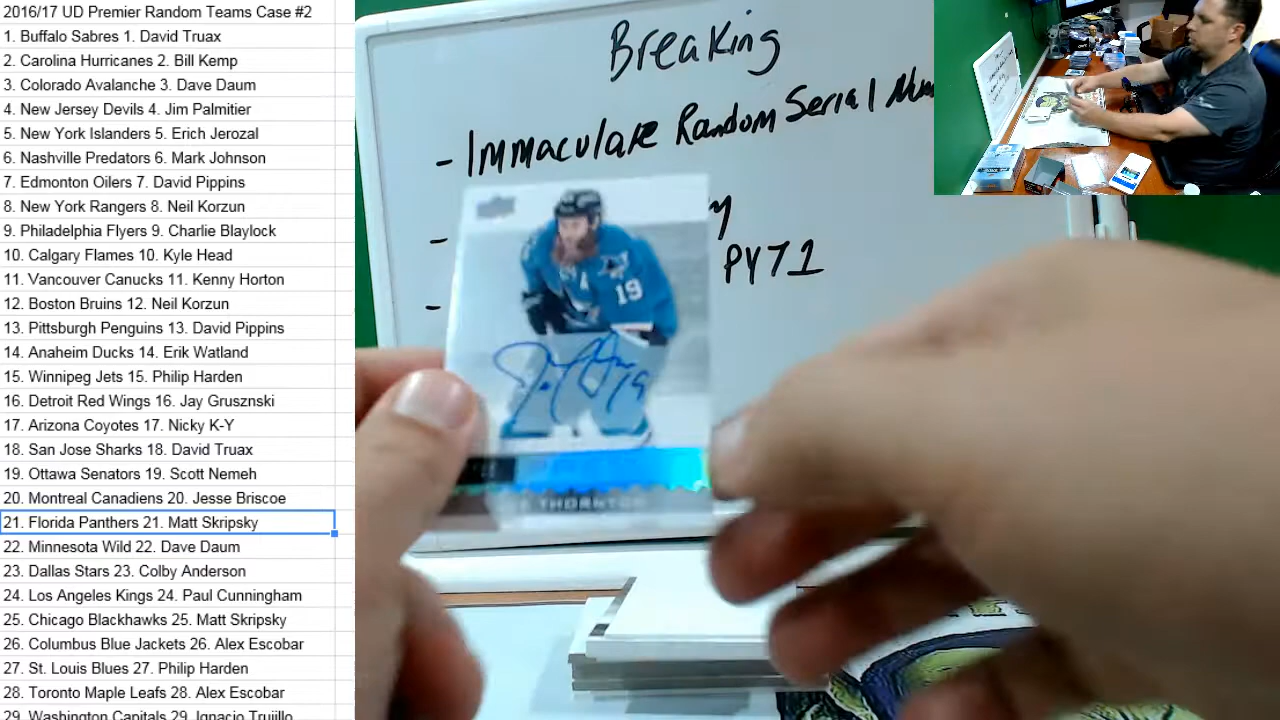 2016/17 UD Premier Random Teams Case #2
1. Buffalo Sabres 1. David Truax
2. Carolina Hurricanes 2. Bill Kemp
3. Colorado Avalanche 3. Dave Daum
4. New Jersey Devils 4. Jim Palmitier
5. New York Islanders 5. Erich Jerozal
6. Nashville Predators 6. Mark Johnson
7. Edmonton Oilers 7. David Pippins
8. New York Rangers 8. Neil Korzun
9. Philadelphia Flyers 9. Charlie Blaylock
10. Calgary Flames 10. Kyle Head
11. Vancouver Canucks 11. Kenny Horton
12. Boston Bruins 12. Neil Korzun
13. Pittsburgh Penguins 13. David Pippins
14. Anaheim Ducks 14. Erik Watland
15. Winnipeg Jets 15. Philip Harden
16. Detroit Red Wings 16. Jay Grusznski
17. Arizona Coyotes 17. Nicky K-Y
18. San Jose Sharks 18. David Truax
19. Ottawa Senators 19. Scott Nemeh
20. Montreal Canadiens 20. Jesse Briscoe
21. Florida Panthers 21. Matt Skripsky
22. Minnesota Wild 22. Dave Daum
23. Dallas Stars 23. Colby Anderson
24. Los Angeles Kings 24. Paul Cunningham
25. Chicago Blackhawks 25. Matt Skripsky
26. Columbus Blue Jackets 26. Alex Escobar
27. St. Louis Blues 27. Philip Harden
28. Toronto Maple Leafs 28. Alex Escobar
29. Washington Capitals 29. Ignacio Trujillo
Breaking
- Immaculate Random Serial
-
- PYT1
19
THORNTON